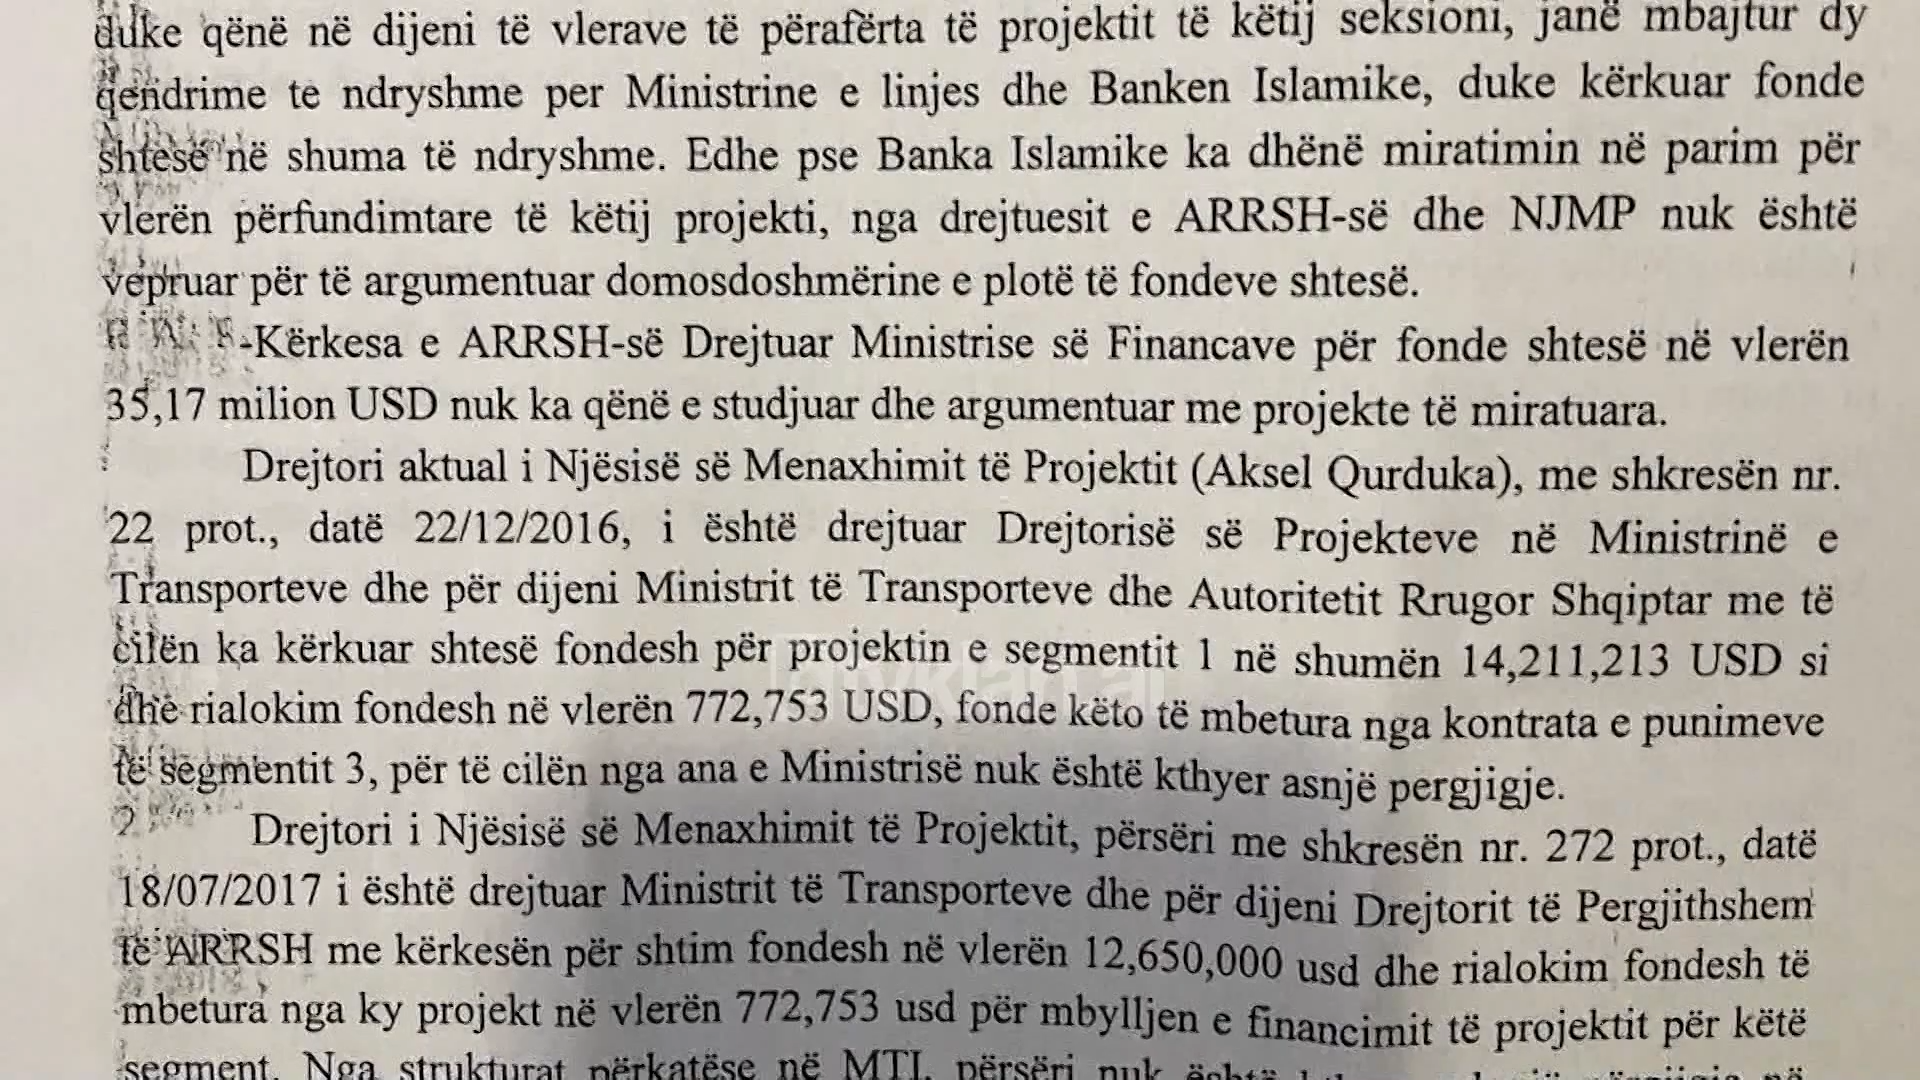 duke qënë në dijeni të vlerave të përafërta të projektit të këtij seksioni, janë mbajtur dy
qëndrime te ndryshme per Ministrine e linjes dhe Banken Islamike, duke kërkuar fonde
shtesë në shuma të ndryshme. Edhe pse Banka Islamike ka dhënë miratimin në parim për
vlerën përfundimtare të këtij projekti, nga drejtuesit e ARRSH-së dhe NJMP nuk është
vepruar për të argumentuar domosdoshmërine e plotë të fondeve shtesë.
-Kërkesa e ARRSH-së Drejtuar Ministrise së Financave për fonde shtesë në vlerën
35,17 milion USD nuk ka qënë e studjuar dhe argumentuar me projekte të miratuara.
Drejtori aktual i Njësisë së Menaxhimit të Projektit (Aksel Qurduka), me shkresën nr.
22 prot., datë 22/12/2016, i është drejtuar Drejtorisë së Projekteve në Ministrinë e
Transporteve dhe për dijeni Ministrit të Transporteve dhe Autoritetit Rrugor Shqiptar me të
cilën ka kërkuar shtesë fondesh për projektin e segmentit 1 në shumën 14,211,213 USD si
dhe rialokim fondesh në vlerën 772,753 USD, fonde këto të mbetura nga kontrata e punimeve
të segmentit 3, për të cilën nga ana e Ministrisë nuk është kthyer asnjë pergjigje.
Drejtori i Njësisë së Menaxhimit të Projektit, përsëri me shkresën nr. 272 prot., datë
18/07/2017 i është drejtuar Ministrit të Transporteve dhe për dijeni Drejtorit të Pergjithshem
të ARRSH me kërkesën për shtim fondesh në vlerën 12,650,000 usd dhe rialokim fondesh të
mbetura nga ky projekt në vlerën 772,753 usd për mbylljen e financimit të projektit për këtë
segment. Nga strukturat përkatëse në MTI, përsëri nuk është